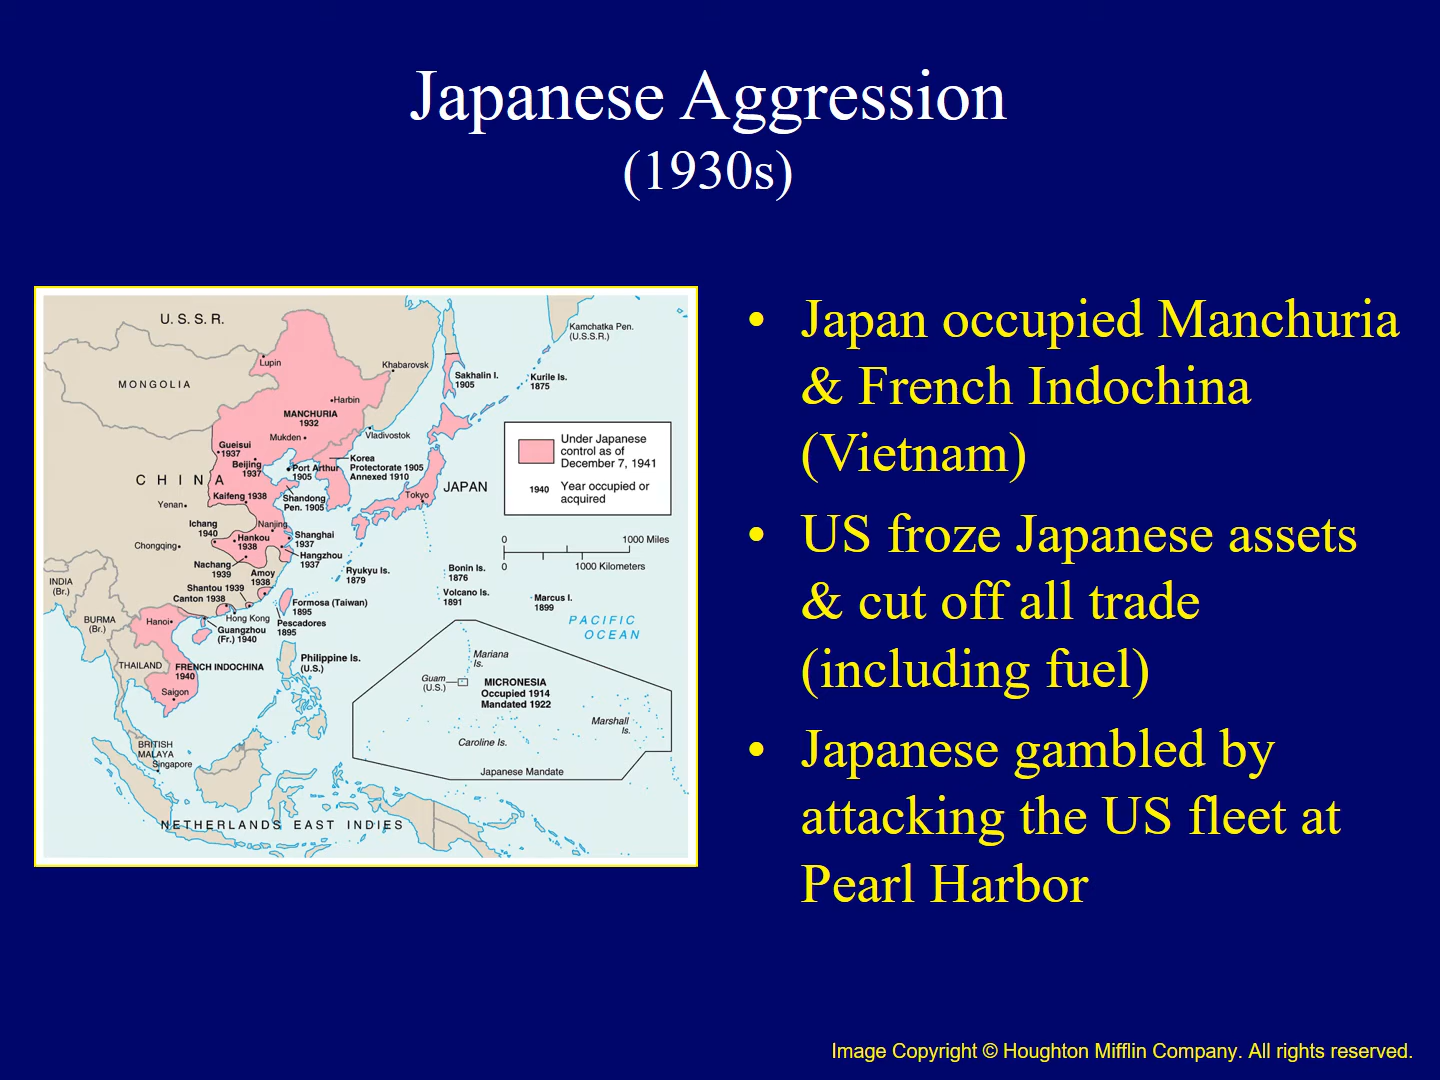 Japanese Aggression
(1930s)
U.S.S.R.
Kamchatka Pen.
(U.S.S.R.)
Lupin
Khabarovsk
MONGOLIA
Sakhalin I.
1905
Kurile Is.
1875
Harbin
MANCHURIA
1932
Mukden
Vladivostok
Gueisui
1937
Beijing
1937
Port Arthur
1905
Korea
Protectorate 1905
Annexed 1910
Under Japanese
control as of
December 7, 1941
1940
Year occupied or
acquired
CHINA
JAPAN
Tokyo
Kaifeng 1938
Shandong
Pen. 1905
Yenan
Ichang
1940
Nanjing
Hankou
1938
Shanghai
1937
Chongqing
Hangzhou
1937
0
1000 Miles
0
1000 Kilometers
Nachang
1939
Amoy
1938
Ryukyu Is.
1879
Bonin Is.
1876
INDIA
(Br.)
Shantou 1939
Canton 1938
Volcano Is.
1891
Marcus I.
1899
Formosa (Taiwan)
1895
BURMA
(Br.)
Hanoi
Hong Kong
Pescadores
1895
Guangzhou
(Fr.) 1940
PACIFIC
OCEAN
THAILAND
FRENCH INDOCHINA
1940
Philippine Is.
(U.S.)
Mariana
Is.
Guam
(U.S.)
MICRONESIA
Occupied 1914
Mandated 1922
Saigon
Marshall
Is.
Caroline Is.
BRITISH
MALAYA
Singapore
Japanese Mandate
NETHERLANDS EAST INDIES
• Japan occupied Manchuria
& French Indochina
(Vietnam)
• US froze Japanese assets
& cut off all trade
(including fuel)
• Japanese gambled by
attacking the US fleet at
Pearl Harbor
Image Copyright © Houghton Mifflin Company. All rights reserved.